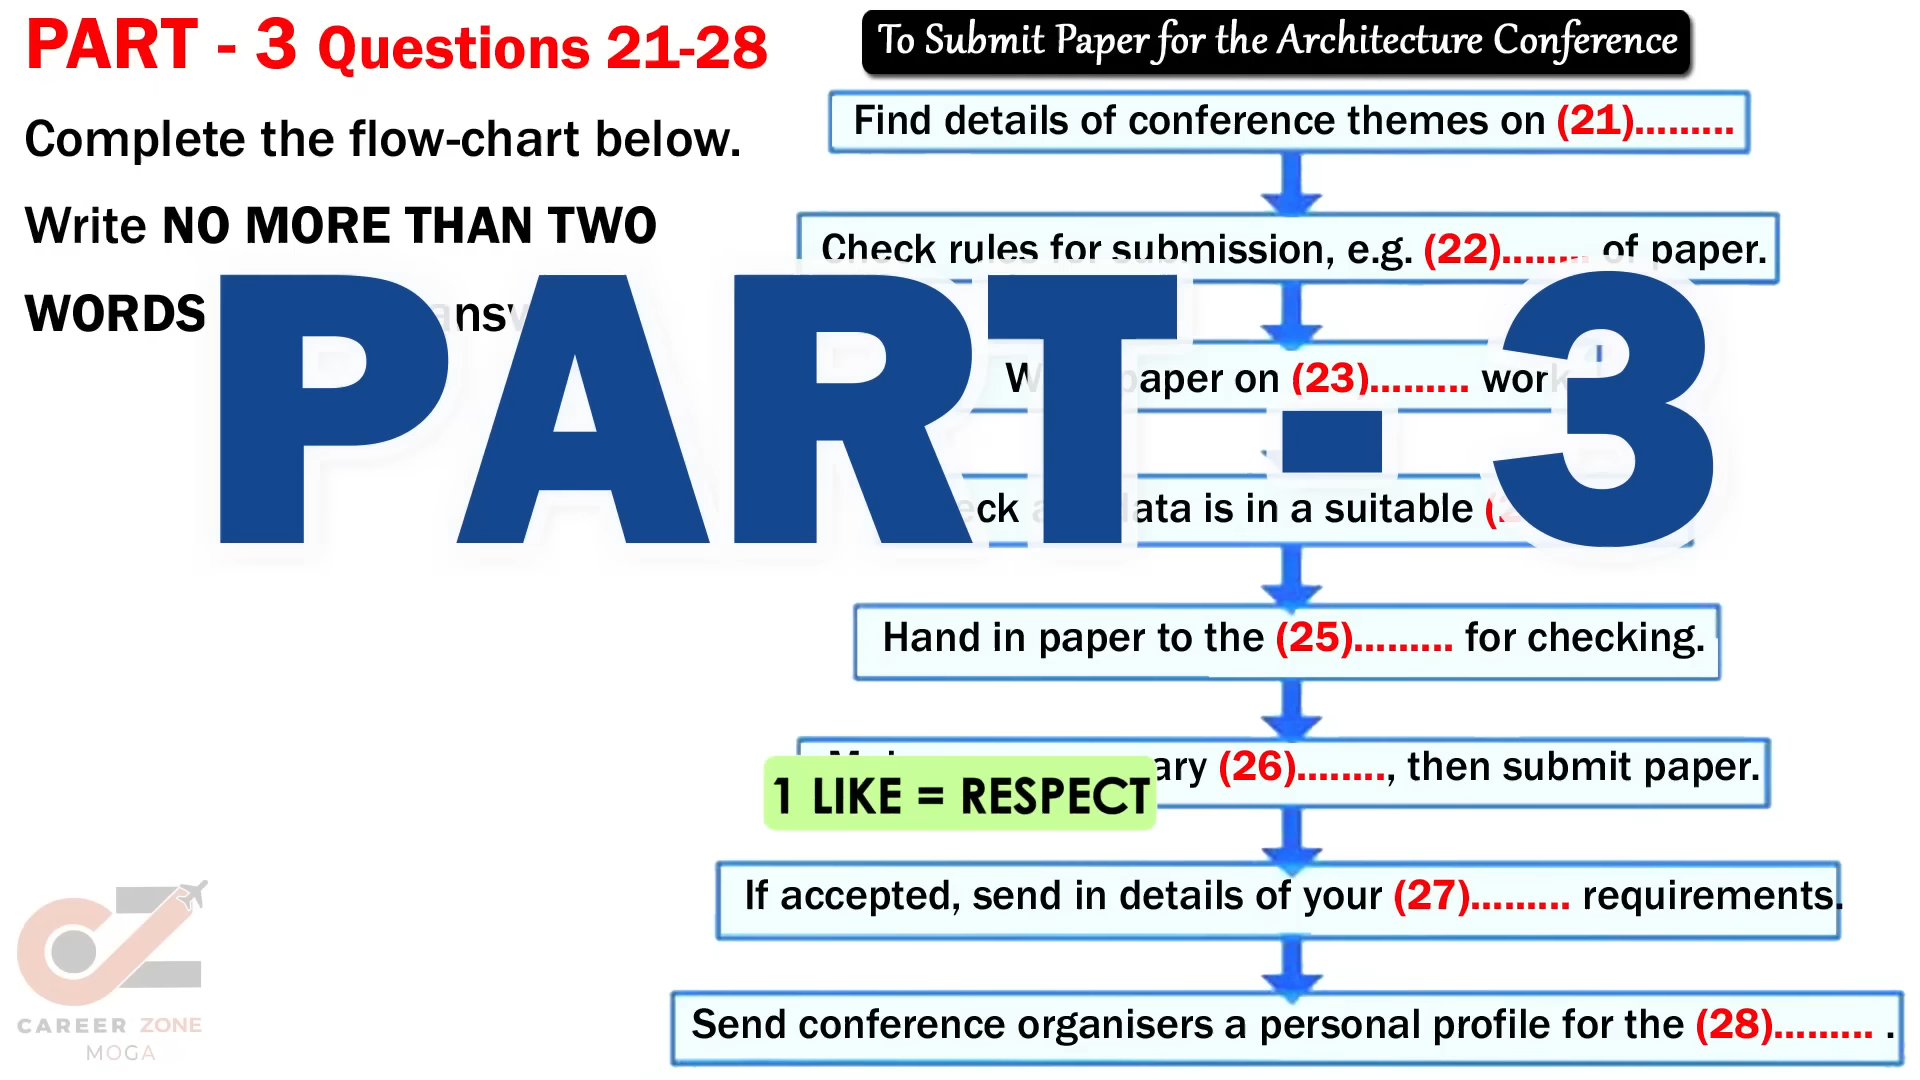 PART - 3 Questions 21-28
Complete the flow-chart below.
Write NO MORE THAN TWO
WORDS
PART - 3
To Submit Paper for the Architecture Conference
Find details of conference themes on (21).........
Check rules for submission, e.g. (22)........ of paper.
paper on (23)......... work
data is in a suitable
Hand in paper to the (25)......... for checking.
(26)........, then submit paper.
1 LIKE = RESPECT
If accepted, send in details of your (27)......... requirements.
Send conference organisers a personal profile for the (28)......... .
CAREER ZONE
MOGA